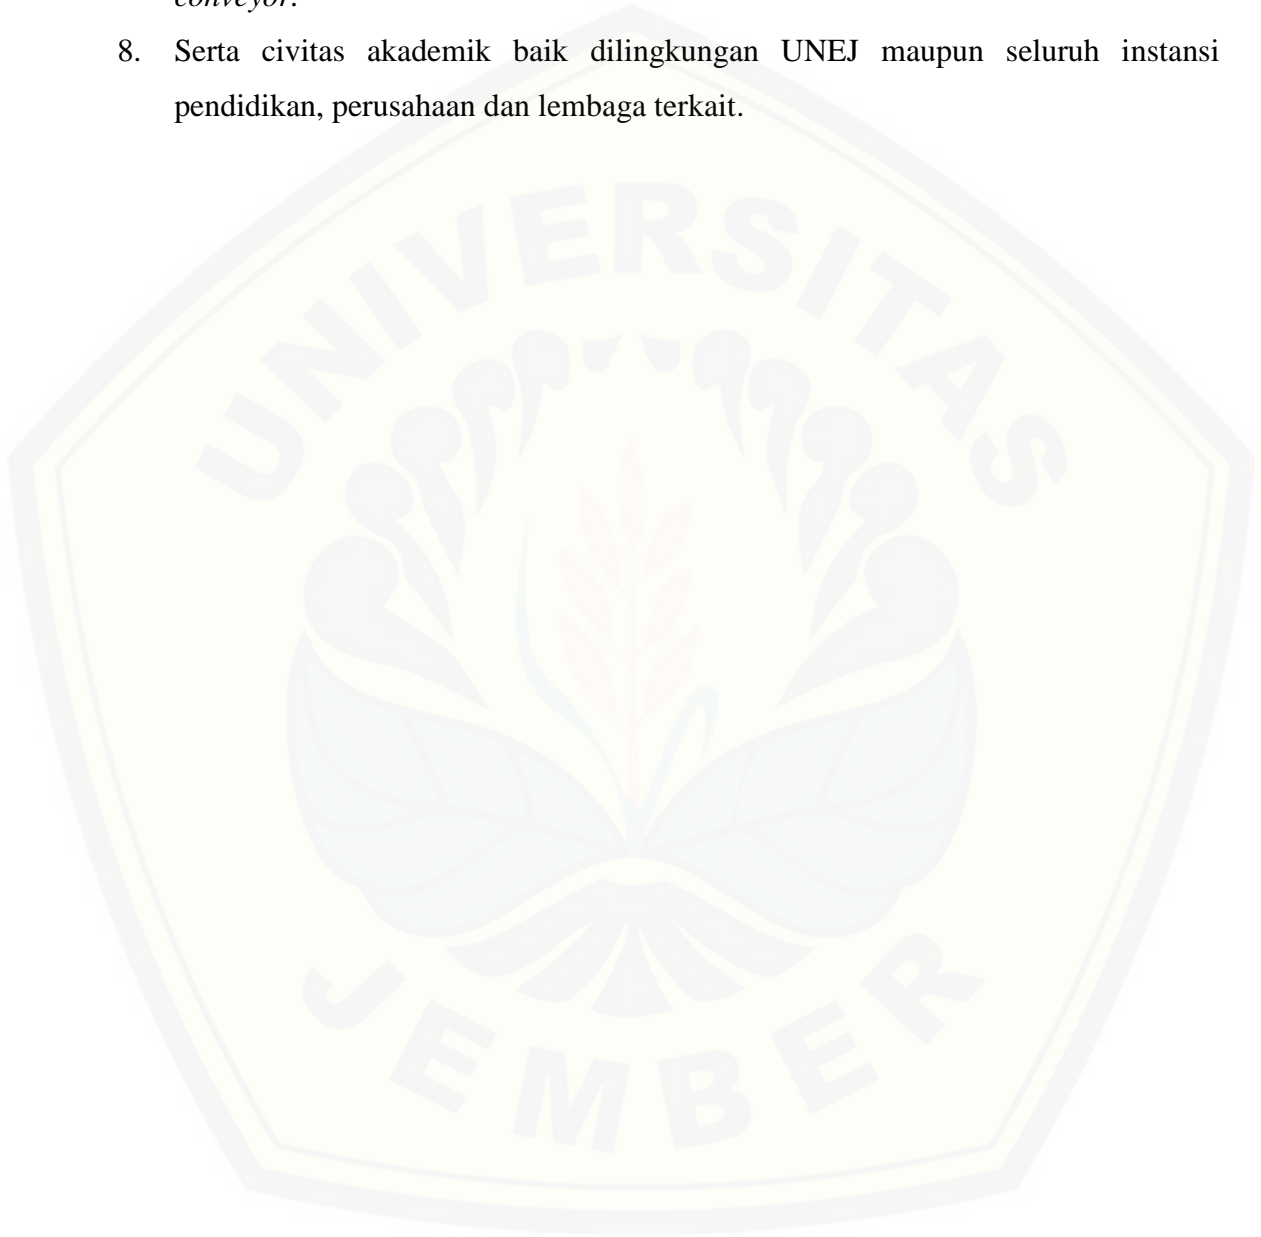 conveyor.
8. Serta civitas akademik baik dilingkungan UNEJ maupun seluruh instansi
pendidikan, perusahaan dan lembaga terkait.
UNIVERSITAS
JEMBER